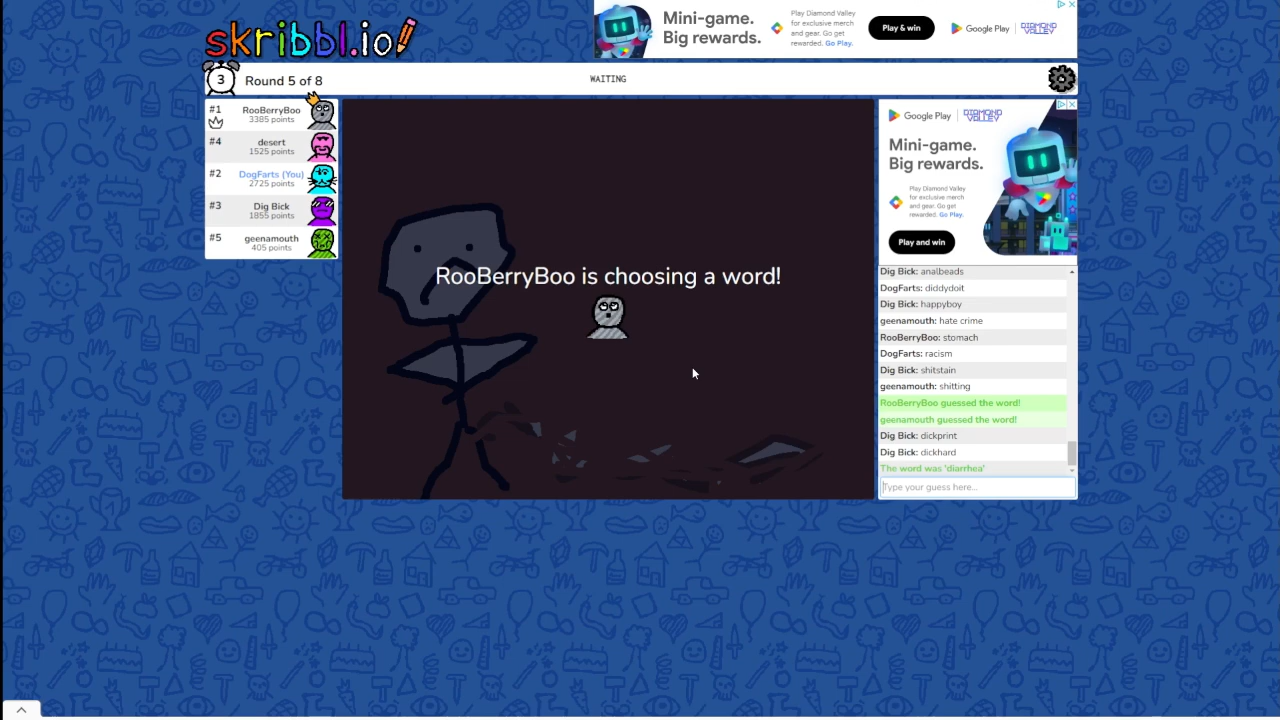 skribbl.io
Mini-game.
Big rewards.
Play Diamond Valley
for exclusive merch
and gear. Go get
rewarded. Go Play.
Play & win
Google Play
DIAMOND
VALLEY
3
Round 5 of 8
WAITING
#1
RooBerryBoo
3385 points
#4
desert
1525 points
#2
DogFarts (You)
2725 points
#3
Dig Bick
1855 points
#5
geenamouth
405 points
RooBerryBoo is choosing a word!
Google Play
DIAMOND
VALLEY
Mini-game.
Big rewards.
Play Diamond Valley
for exclusive merch
and gear. Go get
rewarded. Go Play.
Play and win
Dig Bick: analbeads
DogFarts: diddydoit
Dig Bick: happyboy
geenamouth: hate crime
RooBerryBoo: stomach
DogFarts: racism
Dig Bick: shitstain
geenamouth: shitting
RooBerryBoo guessed the word!
geenamouth guessed the word!
Dig Bick: dickprint
Dig Bick: dickhard
The word was 'diarrhea'
Type your guess here...